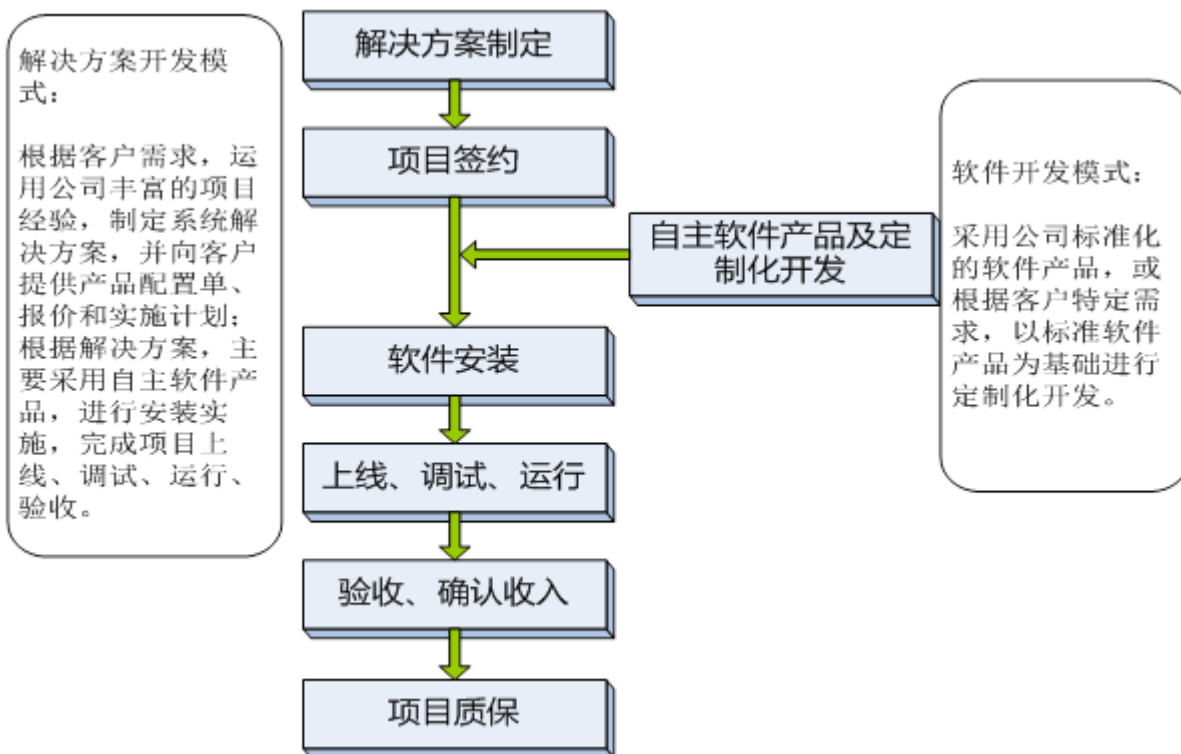 解决方案开发模
式：
根据客户需求，运
用公司丰富的项目
经验，制定系统解
决方案，并向客户
提供产品配置单、
报价和实施计划；
根据解决方案，主
要采用自主软件产
品，进行安装实
施，完成项目上
线、调试、运行、
验收。
解决方案制定
项目签约
自主软件产品及定
制化开发
软件安装
上线、调试、运行
验收、确认收入
项目质保
软件开发模式：
采用公司标准化
的软件产品，或
根据客户特定需
求，以标准软件
产品为基础进行
定制化开发。